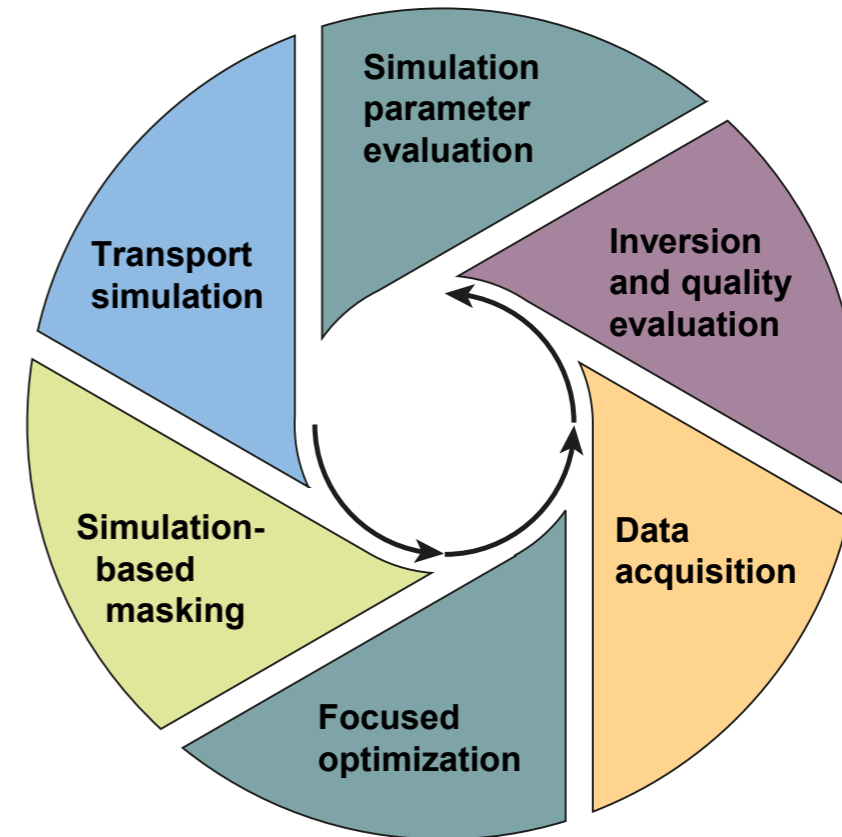 Simulation
parameter
evaluation
Inversion
and quality
evaluation
Transport
simulation
Simulation-
based
masking
Data
acquisition
Focused
optimization